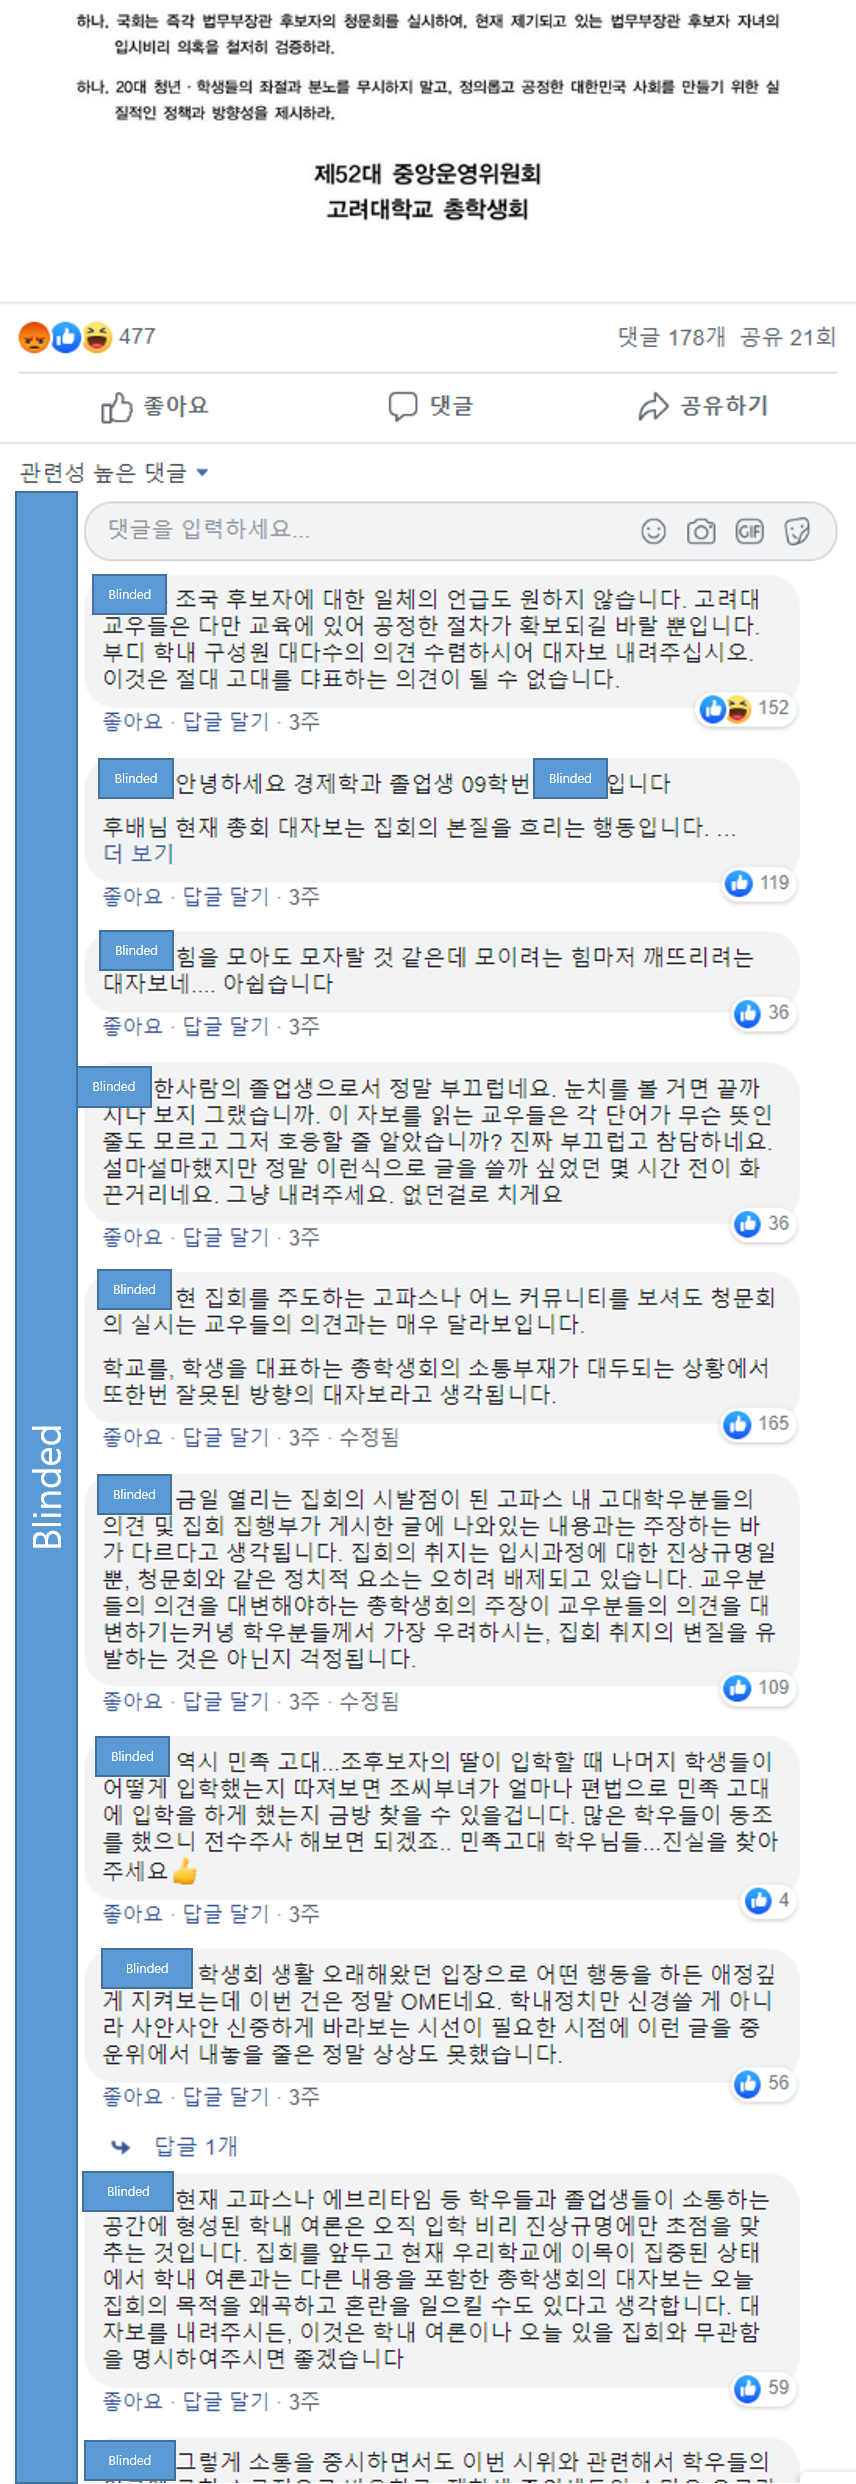 하나. 국회는 즉각 법무부장관 후보자의 청문회를 실시하여, 현재 제기되고 있는 법무부장관 후보자 자녀의
입시비리 의혹을 철저히 검증하라.
하나. 20대 청년 · 학생들의 좌절과 분노를 무시하지 말고, 정의롭고 공정한 대한민국 사회를 만들기 위한 실
질적인 정책과 방향성을 제시하라.
제52대 중앙운영위원회
고려대학교 총학생회
477 댓글 178개 공유 21회
좋아요 댓글 공유하기
관련성 높은 댓글
Blinded
댓글을 입력하세요... GIF
Blinded 조국 후보자에 대한 일체의 언급도 원하지 않습니다. 고려대
교우들은 다만 교육에 있어 공정한 절차가 확보되길 바랄 뿐입니다.
부디 학내 구성원 대다수의 의견 수렴하시어 대자보 내려주십시오.
이것은 절대 고대를 댜표하는 의견이 될 수 없습니다.
152
좋아요 · 답글 달기 · 3주
Blinded 안녕하세요 경제학과 졸업생 09학번 Blinded 입니다
후배님 현재 총회 대자보는 집회의 본질을 흐리는 행동입니다. ...
더 보기
119
좋아요 · 답글 달기 · 3주
Blinded 힘을 모아도 모자랄 것 같은데 모이려는 힘마저 깨뜨리려는
대자보네.... 아쉽습니다
36
좋아요 · 답글 달기 · 3주
Blinded 한사람의 졸업생으로서 정말 부끄럽네요. 눈치를 볼 거면 끝까
지나 보지 그랬습니까. 이 자보를 읽는 교우들은 각 단어가 무슨 뜻인
줄도 모르고 그저 호응할 줄 알았습니까? 진짜 부끄럽고 참담하네요.
설마설마했지만 정말 이런식으로 글을 쓸까 싶었던 몇 시간 전이 화
끈거리네요. 그냥 내려주세요. 없던걸로 치게요
36
좋아요 · 답글 달기 · 3주
Blinded 현 집회를 주도하는 고파스나 어느 커뮤니티를 보셔도 청문회
의 실시는 교우들의 의견과는 매우 달라보입니다.
학교를, 학생을 대표하는 총학생회의 소통부재가 대두되는 상황에서
또한번 잘못된 방향의 대자보라고 생각됩니다.
165
좋아요 · 답글 달기 · 3주 · 수정됨
Blinded 금일 열리는 집회의 시발점이 된 고파스 내 고대학우분들의
의견 및 집회 집행부가 게시한 글에 나와있는 내용과는 주장하는 바
가 다르다고 생각됩니다. 집회의 취지는 입시과정에 대한 진상규명일
뿐, 청문회와 같은 정치적 요소는 오히려 배제되고 있습니다. 교우분
들의 의견을 대변해야하는 총학생회의 주장이 교우분들의 의견을 대
변하기는커녕 학우분들께서 가장 우려하시는, 집회 취지의 변질을 유
발하는 것은 아닌지 걱정됩니다.
109
좋아요 · 답글 달기 · 3주 · 수정됨
Blinded 역시 민족 고대...조후보자의 딸이 입학할 때 나머지 학생들이
어떻게 입학했는지 따져보면 조씨부녀가 얼마나 편법으로 민족 고대
에 입학을 하게 했는지 금방 찾을 수 있을겁니다. 많은 학우들이 동조
를 했으니 전수주사 해보면 되겠죠.. 민족고대 학우님들...진실을 찾아
주세요👍
4
좋아요 · 답글 달기 · 3주
Blinded 학생회 생활 오래해왔던 입장으로 어떤 행동을 하든 애정깊
게 지켜보는데 이번 건은 정말 OME네요. 학내정치만 신경쓸 게 아니
라 사안사안 신중하게 바라보는 시선이 필요한 시점에 이런 글을 중
운위에서 내놓을 줄은 정말 상상도 못했습니다.
56
좋아요 · 답글 달기 · 3주
답글 1개
Blinded 현재 고파스나 에브리타임 등 학우들과 졸업생들이 소통하는
공간에 형성된 학내 여론은 오직 입학 비리 진상규명에만 초점을 맞
추는 것입니다. 집회를 앞두고 현재 우리학교에 이목이 집중된 상태
에서 학내 여론과는 다른 내용을 포함한 총학생회의 대자보는 오늘
집회의 목적을 왜곡하고 혼란을 일으킬 수도 있다고 생각합니다. 대
자보를 내려주시든, 이것은 학내 여론이나 오늘 있을 집회와 무관함
을 명시하여주시면 좋겠습니다
59
좋아요 · 답글 달기 · 3주
Blinded 그렇게 소통을 중시하면서도 이번 시위와 관련해서 학우들의